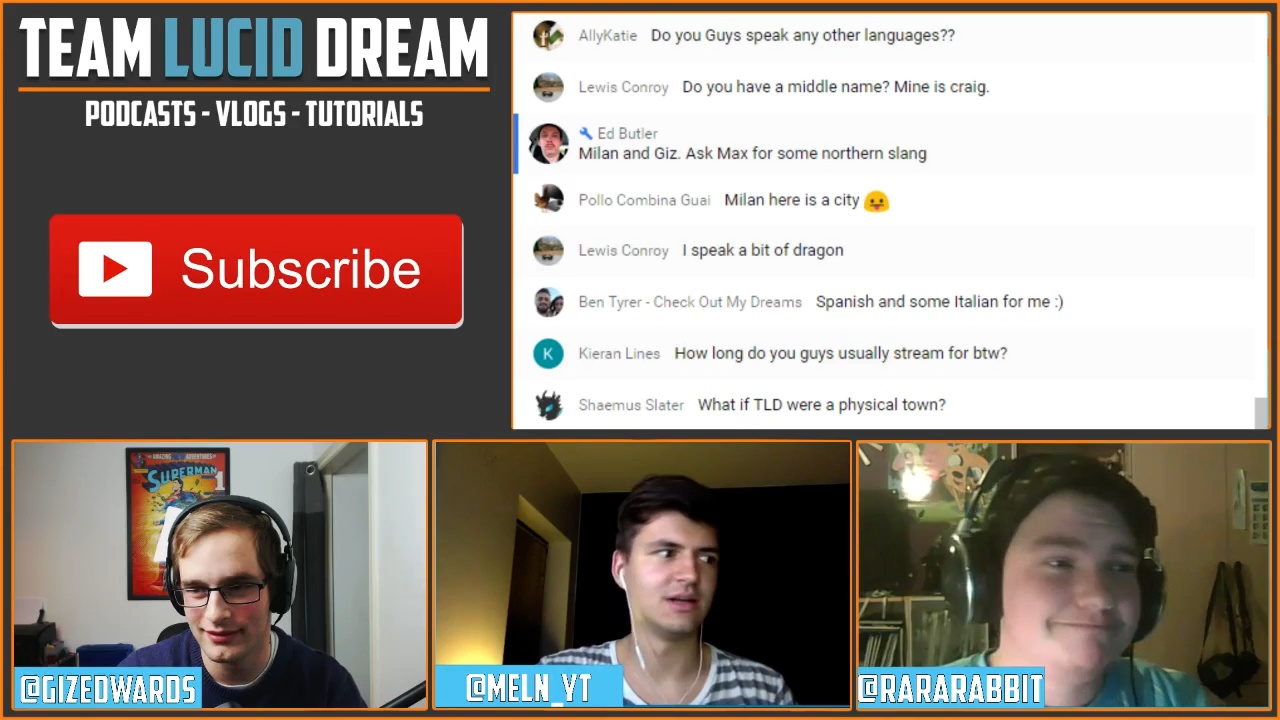 TEAM LUCID DREAM
PODCASTS - VLOGS - TUTORIALS
Subscribe
AllyKatie Do you Guys speak any other languages??
Lewis Conroy Do you have a middle name? Mine is craig.
Ed Butler
Milan and Giz. Ask Max for some northern slang
Pollo Combina Guai Milan here is a city 😛
Lewis Conroy I speak a bit of dragon
Ben Tyrer - Check Out My Dreams Spanish and some Italian for me :)
K Kieran Lines How long do you guys usually stream for btw?
Shaemus Slater What if TLD were a physical town?
SUPERMAN
1
@GIZEDWARDS
@MELN_YT
@RARARABBIT